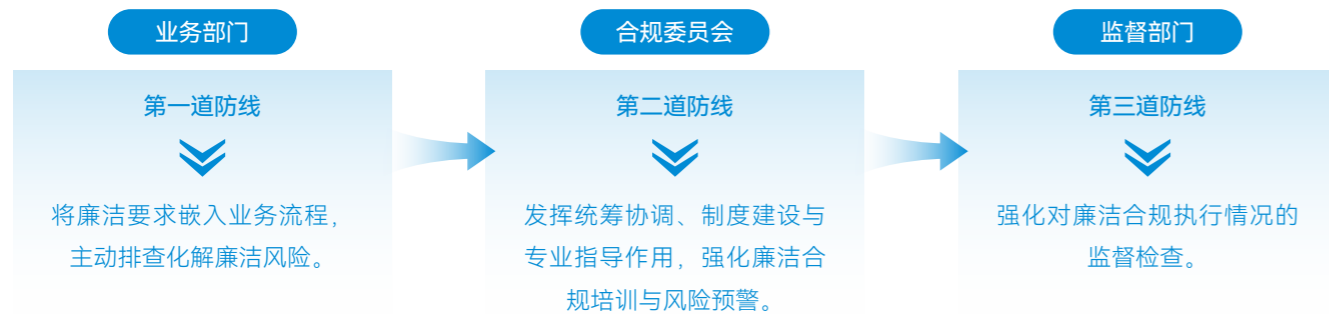 业务部门
第一道防线
将廉洁要求嵌入业务流程，
主动排查化解廉洁风险。
合规委员会
第二道防线
发挥统筹协调、制度建设与
专业指导作用，强化廉洁合
规培训与风险预警。
监督部门
第三道防线
强化对廉洁合规执行情况的
监督检查。